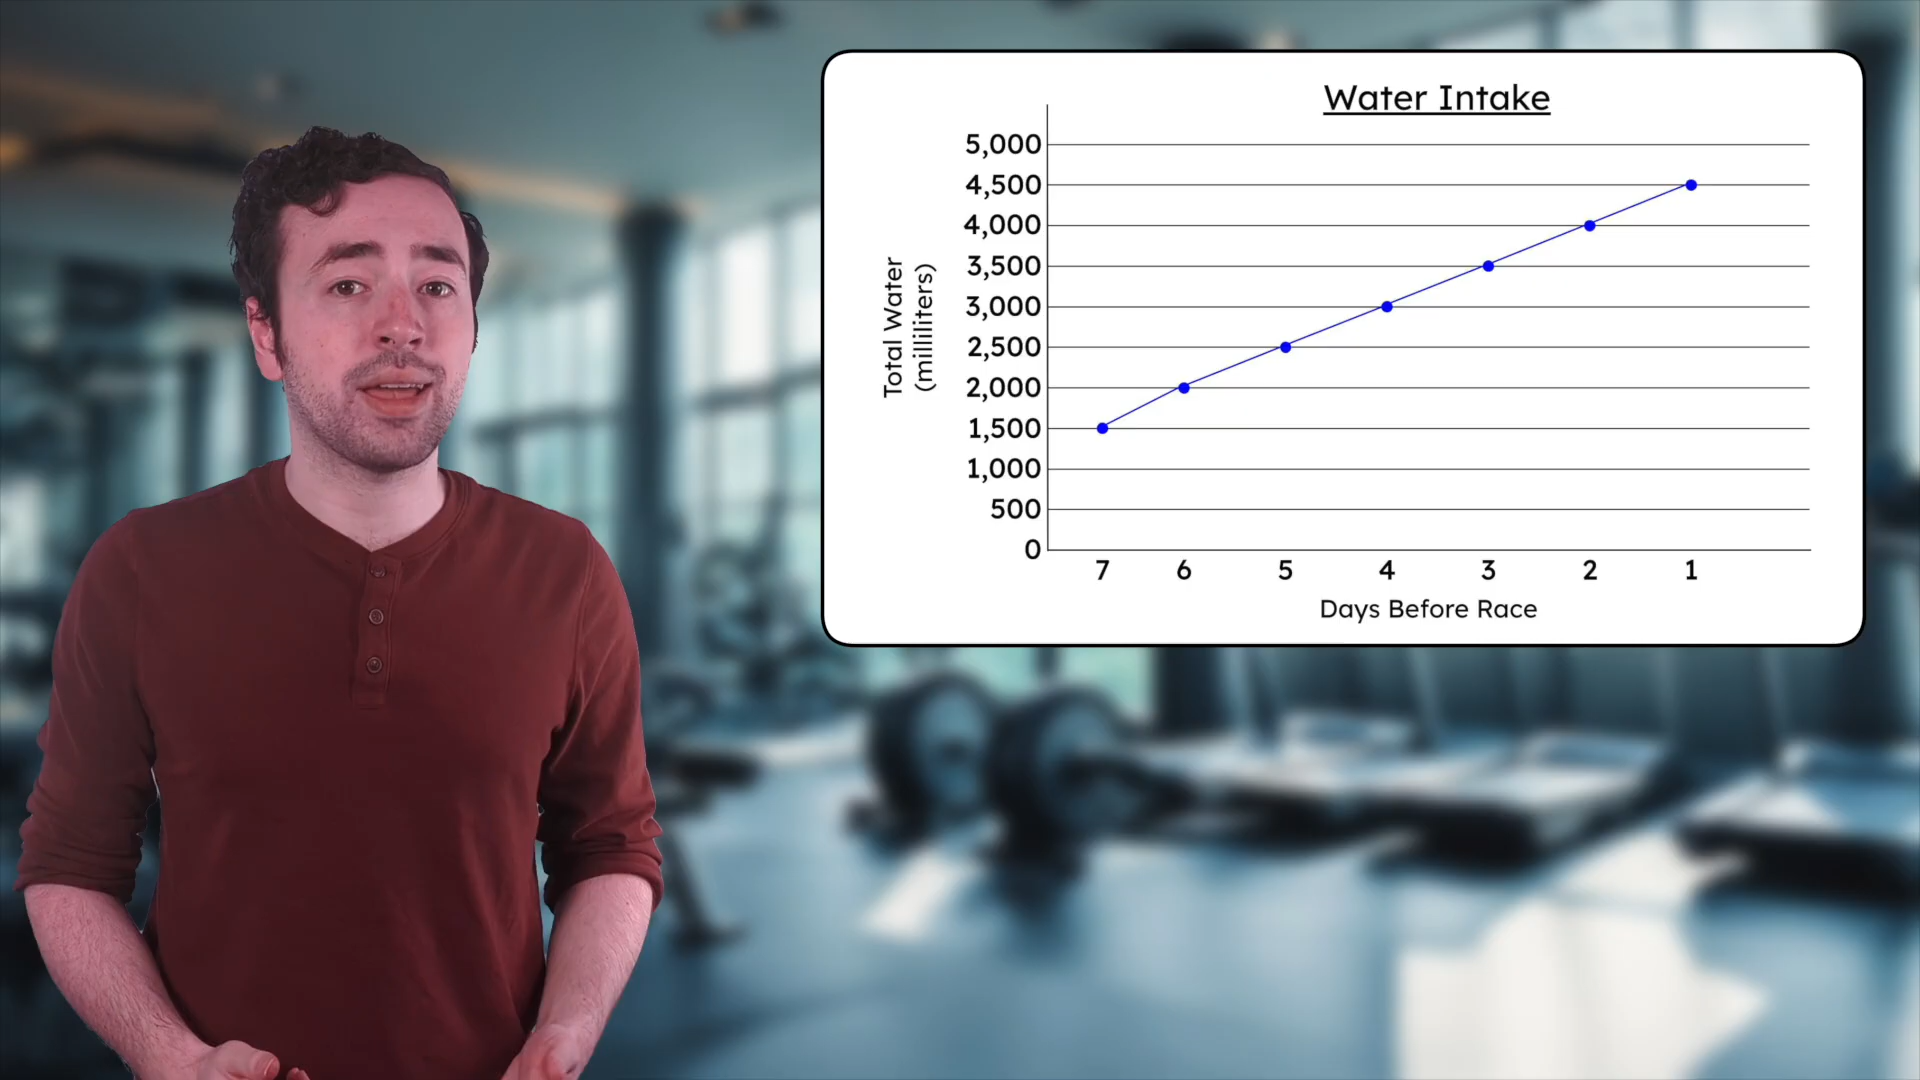 Water Intake
Total Water
(milliliters)
5,000
4,500
4,000
3,500
3,000
2,500
2,000
1,500
1,000
500
0
7 6 5 4 3 2 1
Days Before Race